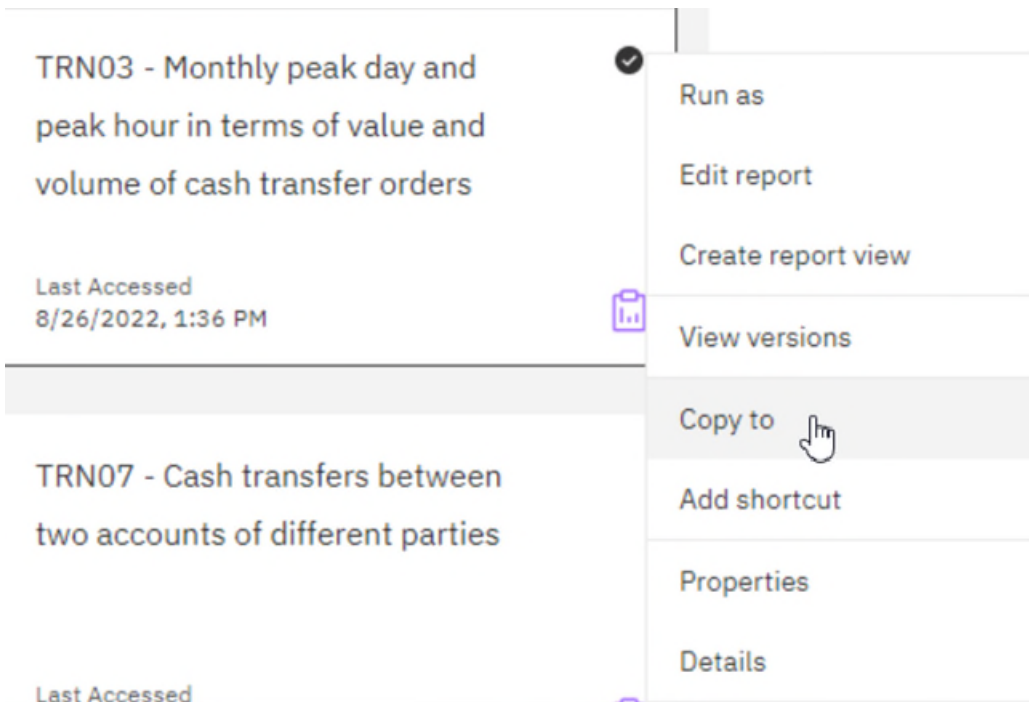 TRN03 - Monthly peak day and
peak hour in terms of value and
volume of cash transfer orders
Last Accessed
8/26/2022, 1:36 PM
TRN07 - Cash transfers between
two accounts of different parties
Last Accessed
Run as
Edit report
Create report view
View versions
Copy to
Add shortcut
Properties
Details